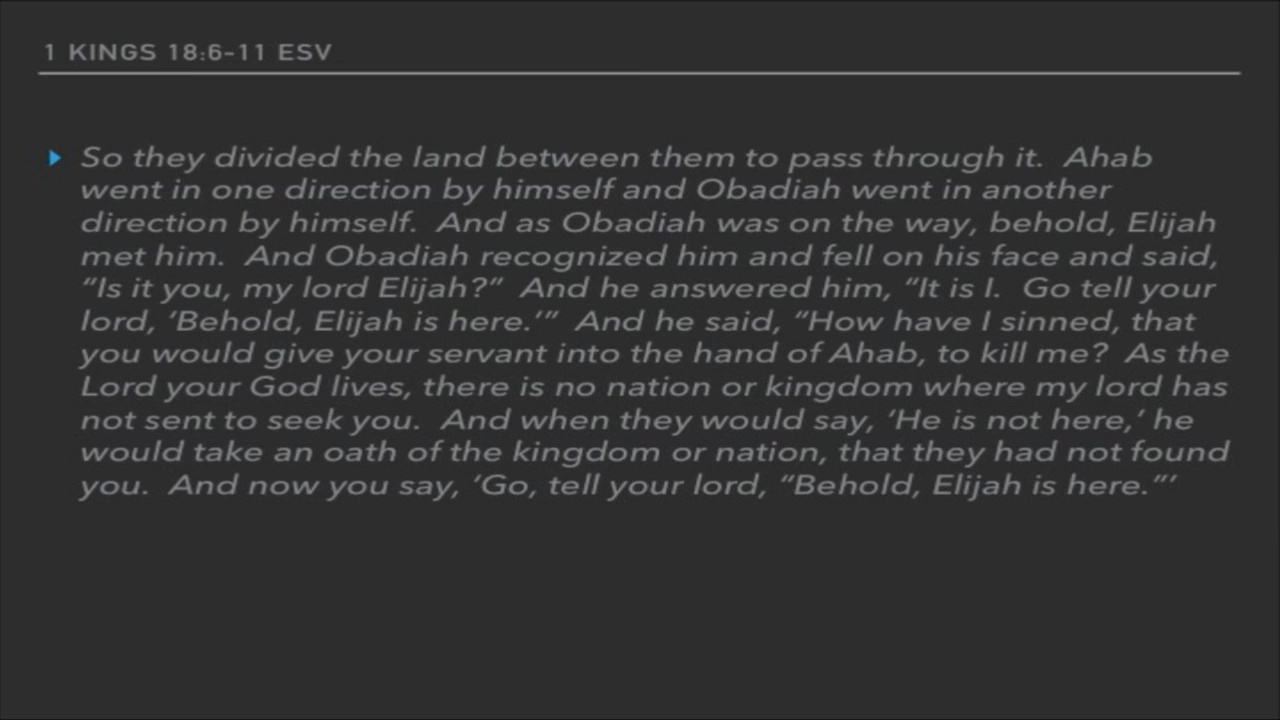 1 KINGS 18:6-11 ESV
So they divided the land between them to pass through it. Ahab
went in one direction by himself and Obadiah went in another
direction by himself. And as Obadiah was on the way, behold, Elijah
met him. And Obadiah recognized him and fell on his face and said,
“Is it you, my lord Elijah?” And he answered him, “It is I. Go tell your
lord, ‘Behold, Elijah is here.’” And he said, “How have I sinned, that
you would give your servant into the hand of Ahab, to kill me? As the
Lord your God lives, there is no nation or kingdom where my lord has
not sent to seek you. And when they would say, ‘He is not here,’ he
would take an oath of the kingdom or nation, that they had not found
you. And now you say, ‘Go, tell your lord, “Behold, Elijah is here.”’